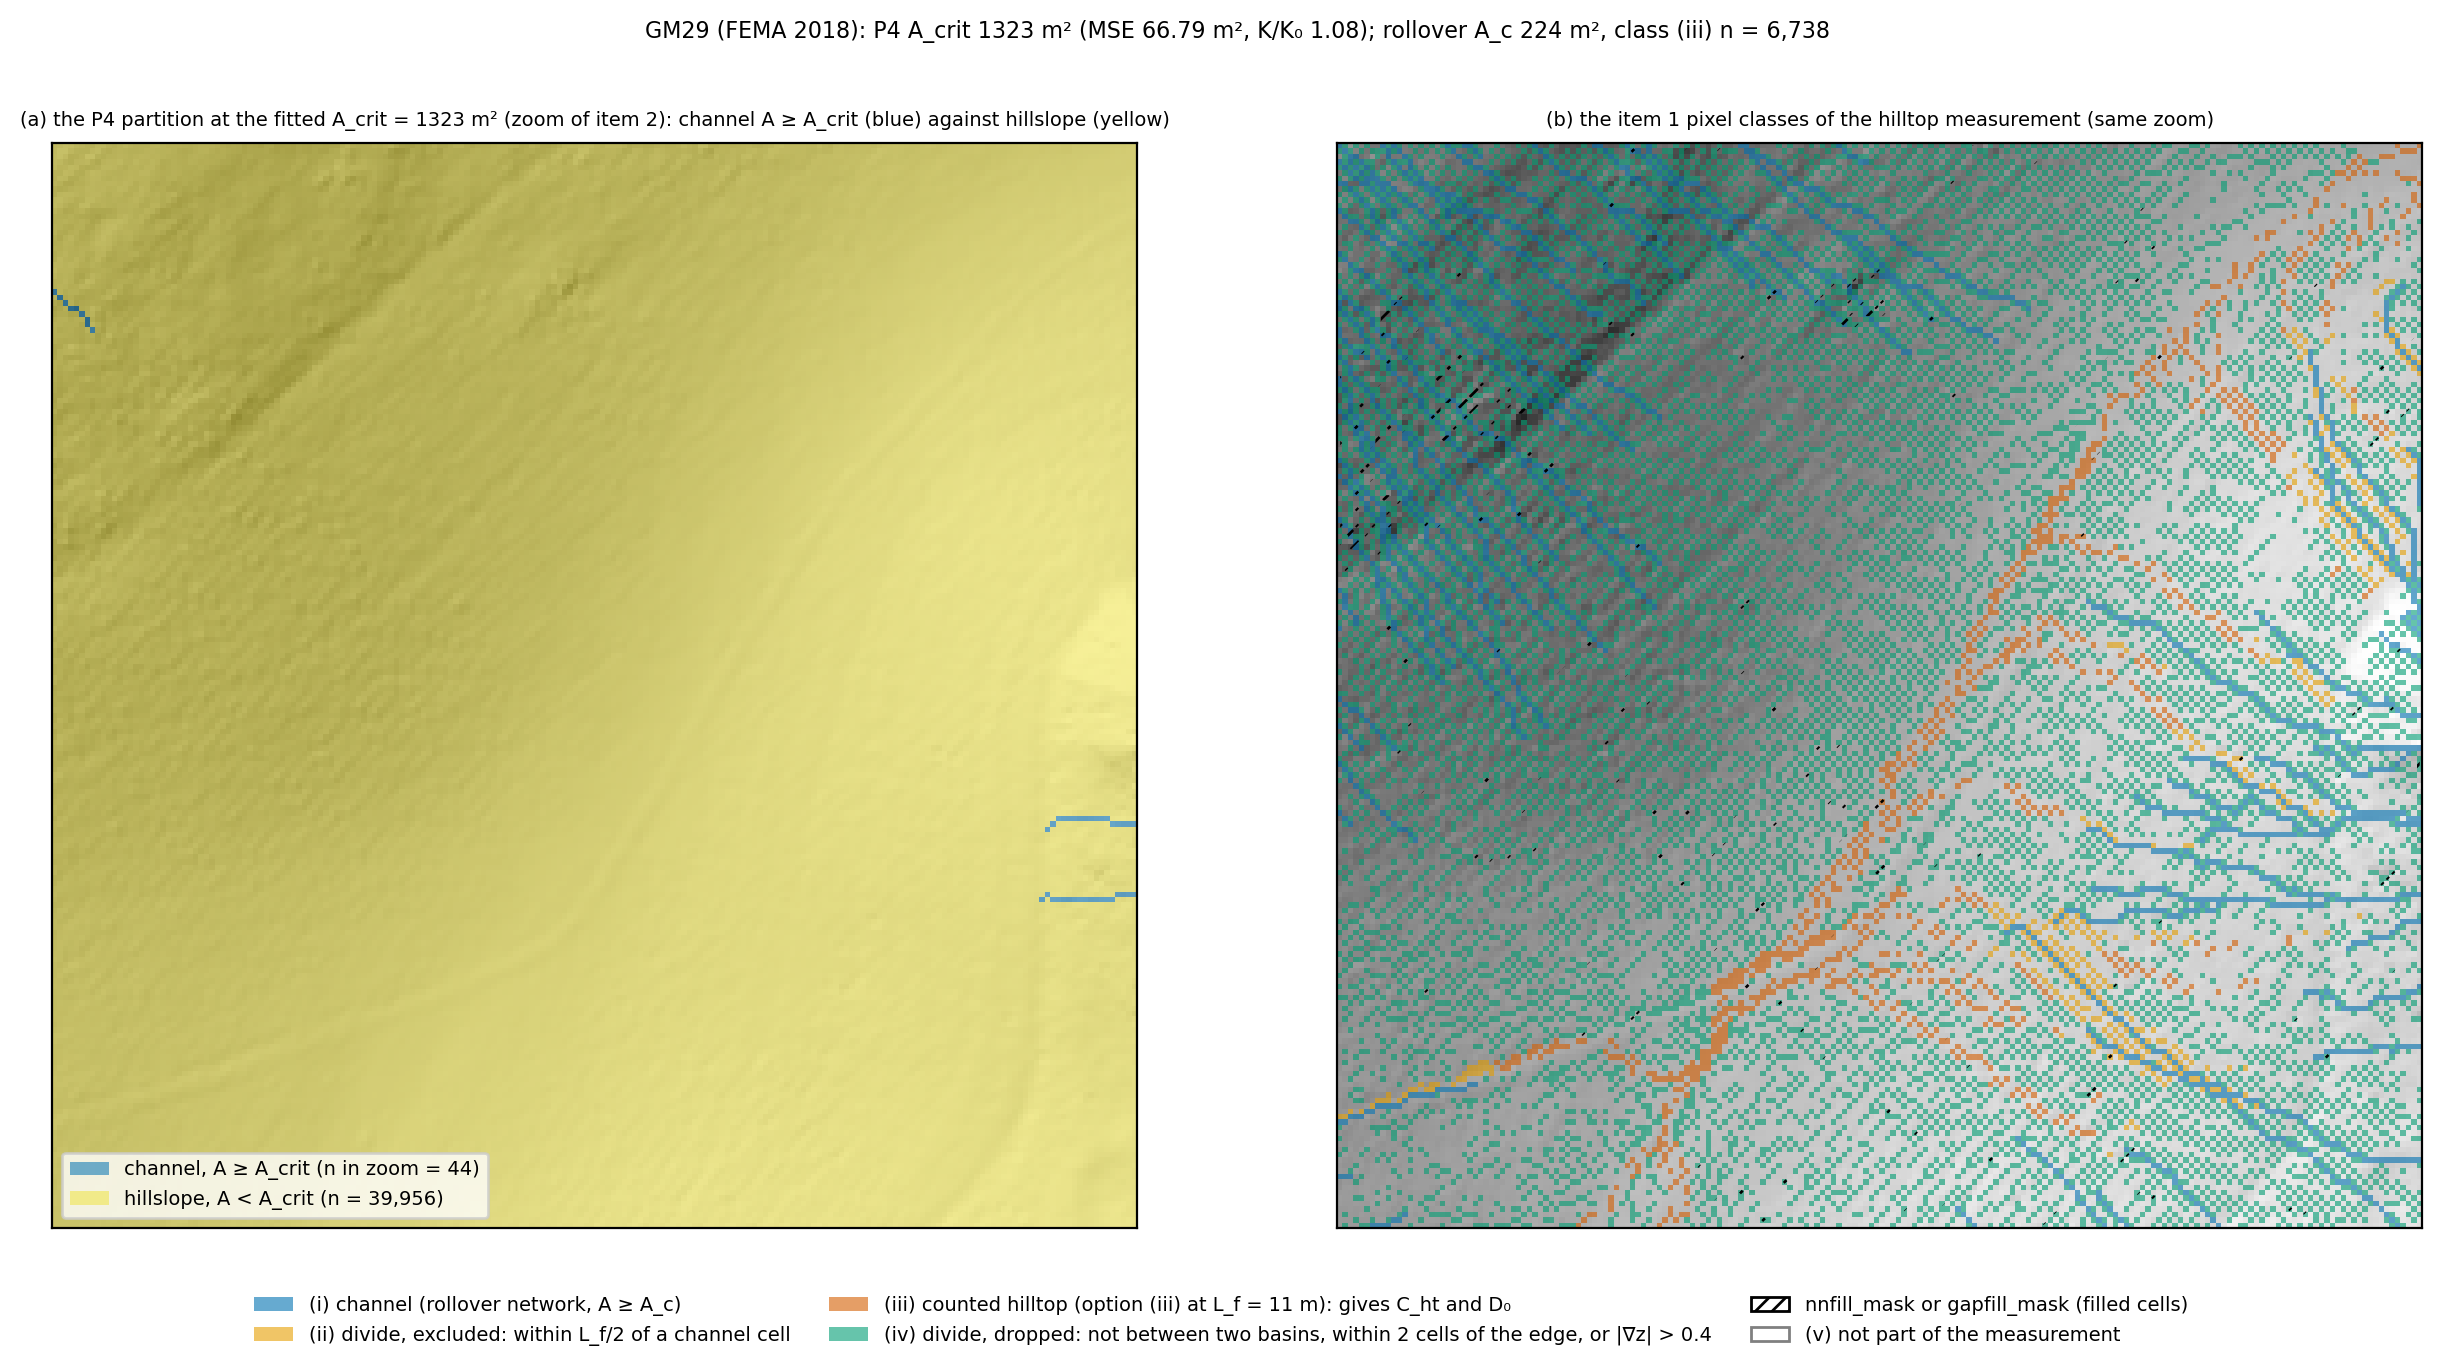 GM29 (FEMA 2018): P4 A_crit 1323 m² (MSE 66.79 m², K/K₀ 1.08); rollover A_c 224 m², class (iii) n = 6,738
(a) the P4 partition at the fitted A_crit = 1323 m² (zoom of item 2): channel A ≥ A_crit (blue) against hillslope (yellow)
(b) the item 1 pixel classes of the hilltop measurement (same zoom)
channel, A ≥ A_crit (n in zoom = 44)
hillslope, A < A_crit (n = 39,956)
(i) channel (rollover network, A ≥ A_c)
(ii) divide, excluded: within L_f/2 of a channel cell
(iii) counted hilltop (option (iii) at L_f = 11 m): gives C_ht and D₀
(iv) divide, dropped: not between two basins, within 2 cells of the edge, or |∇z| > 0.4
nnfill_mask or gapfill_mask (filled cells)
(v) not part of the measurement